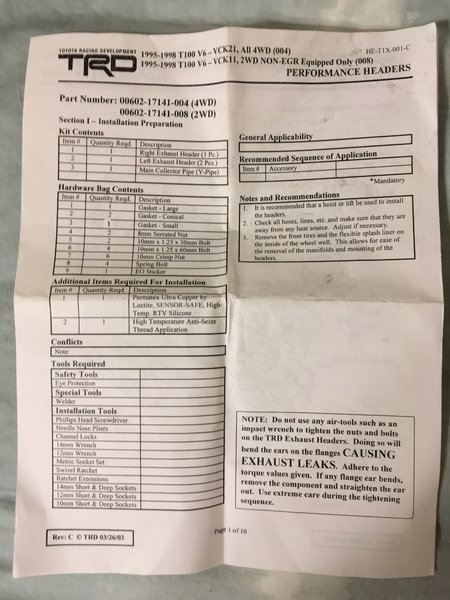 TOYOTA RACING DEVELOPMENT
TRD
1995-1998 T100 V6 – VCK21, All 4WD (004)
1995-1998 T100 V6 – VCK11, 2WD NON-EGR Equipped Only (008)
HE-T1X-001-C
PERFORMANCE HEADERS
Part Number: 00602-17141-004 (4WD)
00602-17141-008 (2WD)
Section I – Installation Preparation
Kit Contents
Item # Quantity Reqd. Description
1 1 Right Exhaust Header (1 Pc.)
2 1 Left Exhaust Header (2 Pcs.)
3 1 Main Collector Pipe (Y-Pipe)
Hardware Bag Contents
Item # Quantity Reqd. Description
1 1 Gasket - Large
2 2 Gasket - Conical
3 1 Gasket - Small
4 2 8mm Serrated Nut
5 2 10mm x 1.25 x 30mm Bolt
6 4 10mm x 1.25 x 60mm Bolt
7 6 10mm Crimp Nut
8 4 Spring Bolt
9 1 EO Sticker
Additional Items Required For Installation
Item # Quantity Reqd. Description
1 Permatex Ultra Copper by
Loctite, SENSOR-SAFE, High-
Temp. RTV Silicone
2 1 High Temperature Anti-Seize
Thread Application
Conflicts
Note:
Tools Required
Safety Tools
Eye Protection
Special Tools
Welder
Installation Tools
Phillips Head Screwdriver
Needle Nose Pliers
Channel Locks
14mm Wrench
12mm Wrench
Metric Socket Set
Swivel Ratchet
Ratchet Extensions
14mm Short & Deep Sockets
12mm Short & Deep Sockets
10mm Short & Deep Sockets
General Applicability
Recommended Sequence of Application
Item # Accessory
*Mandatory
Notes and Recommendations
1. It is recommended that a hoist or lift be used to install
the headers.
2. Check all hoses, lines, etc. and make sure that they are
away from any heat source. Adjust if necessary.
3. Remove the front tires and the flexible splash liner on
the inside of the wheel well. This allows for ease of
the removal of the manifolds and mounting of the
headers.
NOTE: Do not use any air-tools such as an
impact wrench to tighten the nuts and bolts
on the TRD Exhaust Headers. Doing so will
bend the ears on the flanges CAUSING
EXHAUST LEAKS. Adhere to the
torque values given. If any flange ear bends,
remove the component and straighten the ear
out. Use extreme care during the tightening
sequence.
Rev: C © TRD 03/26/03
Page 1 of 10